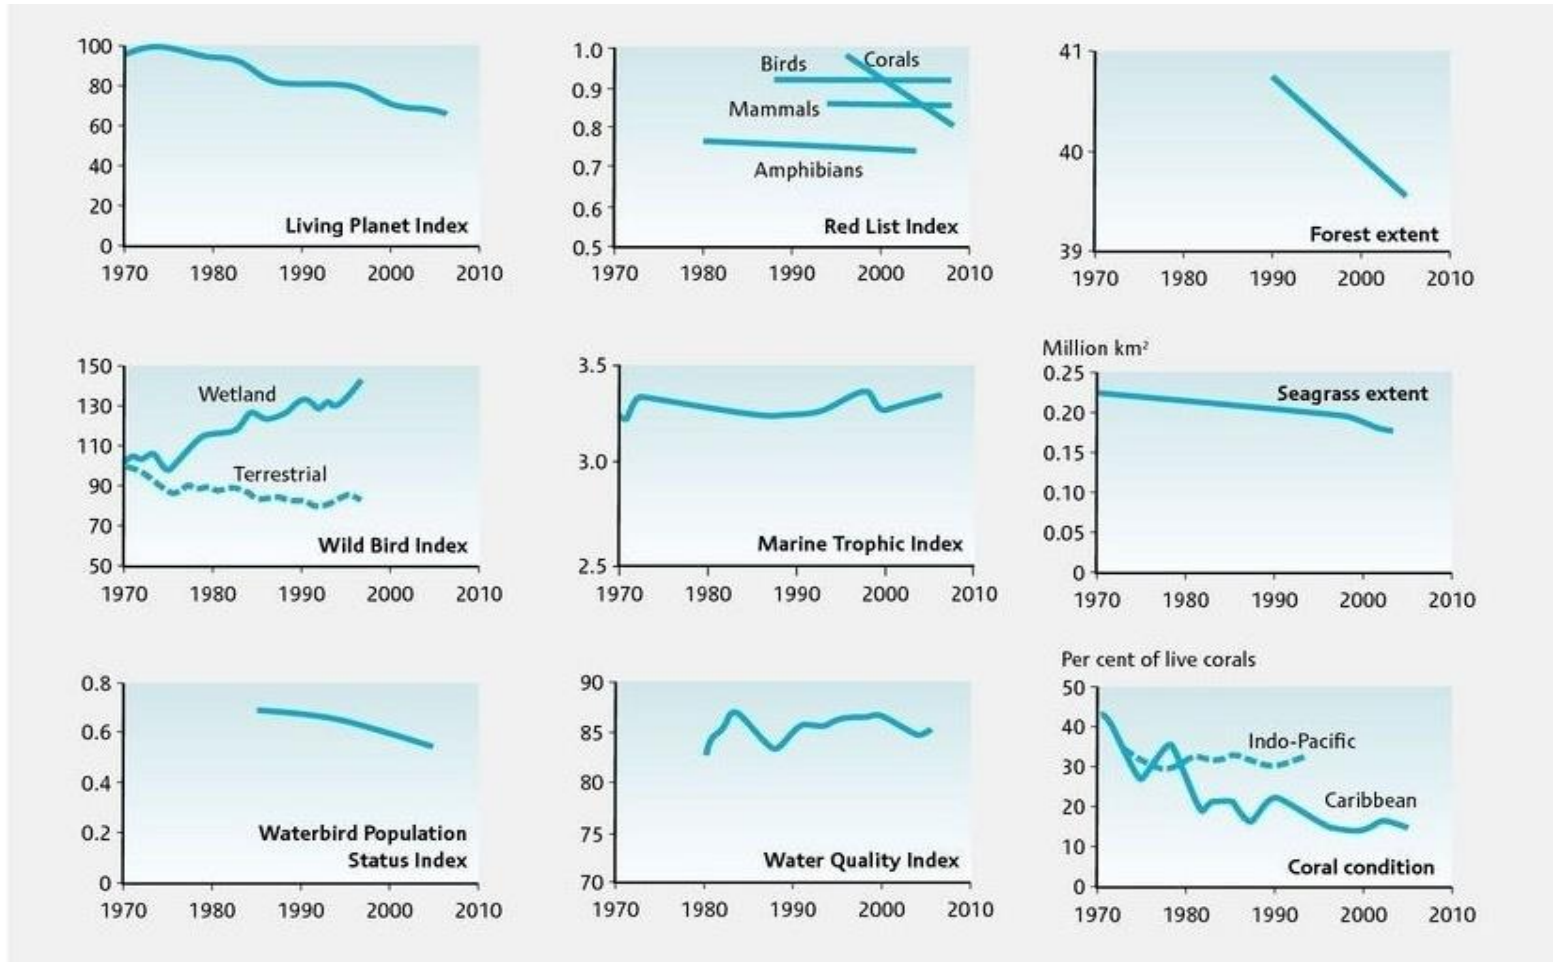 100
80
60
40
20
0
Living Planet Index
1970 1980 1990 2000 2010
1.0
0.9
0.8
0.7
0.6
0.5
Birds
Corals
Mammals
Amphibians
Red List Index
1970 1980 1990 2000 2010
41
40
39
Forest extent
1970 1980 1990 2000 2010
150
130
110
90
70
50
Wetland
Terrestrial
Wild Bird Index
1970 1980 1990 2000 2010
3.5
3.0
2.5
Marine Trophic Index
1970 1980 1990 2000 2010
Million km²
0.25
0.20
0.15
0.10
0.05
0
Seagrass extent
1970 1980 1990 2000 2010
0.8
0.6
0.4
0.2
0
Waterbird Population
Status Index
1970 1980 1990 2000 2010
90
85
80
75
70
Water Quality Index
1970 1980 1990 2000 2010
Per cent of live corals
50
40
30
20
10
0
Indo-Pacific
Caribbean
Coral condition
1970 1980 1990 2000 2010